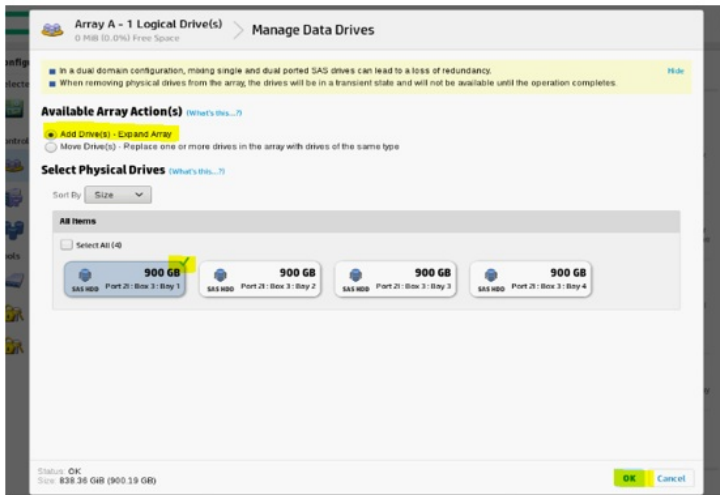 Array A - 1 Logical Drive(s)
0 MiB (0.0%) Free Space
Manage Data Drives
In a dual domain configuration, mixing single and dual ported SAS drives can lead to a loss of redundancy.
Hide
When removing physical drives from the array, the drives will be in a transient state and will not be available until the operation completes.
Available Array Action(s) (What's this...?)
Add Drive(s) - Expand Array
Move Drive(s) - Replace one or more drives in the array with drives of the same type
Select Physical Drives (What's this...?)
Sort By Size
All Items
Select All (4)
900 GB
SAS HDD Port 2I : Box 3 : Bay 1
900 GB
SAS HDD Port 2I : Box 3 : Bay 2
900 GB
SAS HDD Port 2I : Box 3 : Bay 3
900 GB
SAS HDD Port 2I : Box 3 : Bay 4
Status: OK
Size: 838.36 GiB (900.19 GB)
OK
Cancel